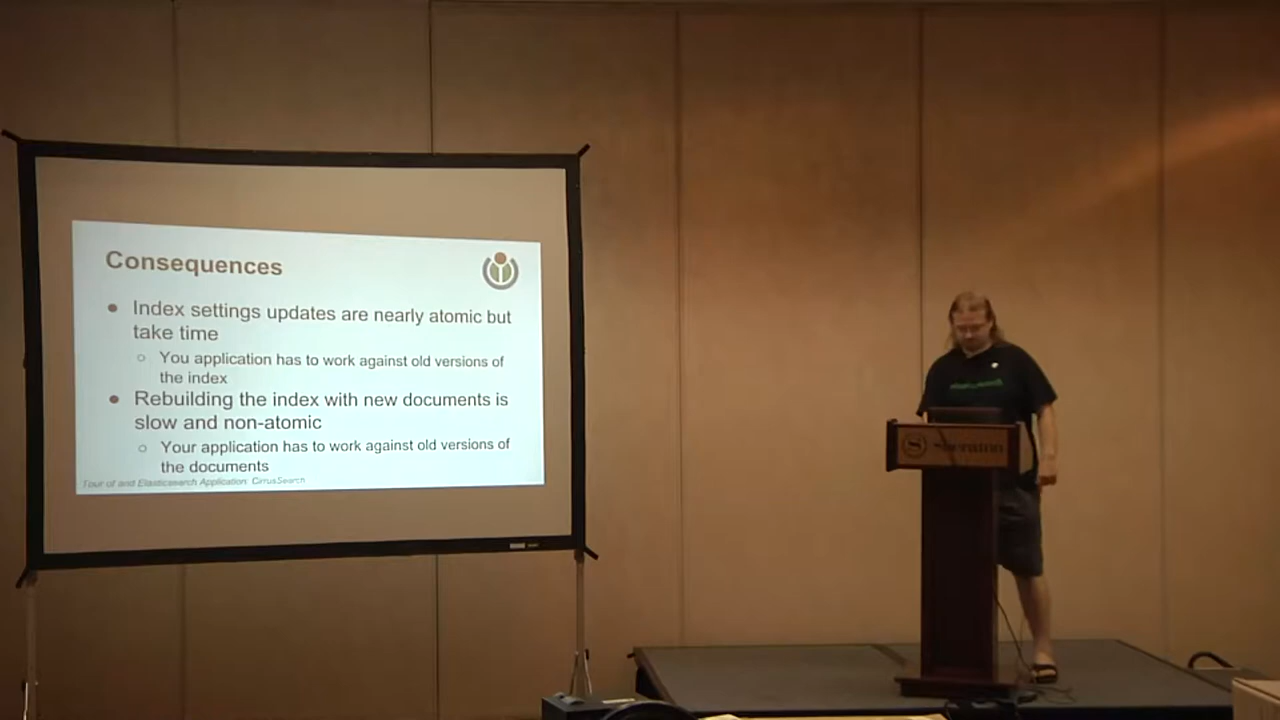 Consequences
Index settings updates are nearly atomic but
take time
You application has to work against old versions of
the index
Rebuilding the index with new documents is
slow and non-atomic
Your application has to work against old versions of
the documents
Tour of and Elasticsearch Application: CirrusSearch
S Sheraton